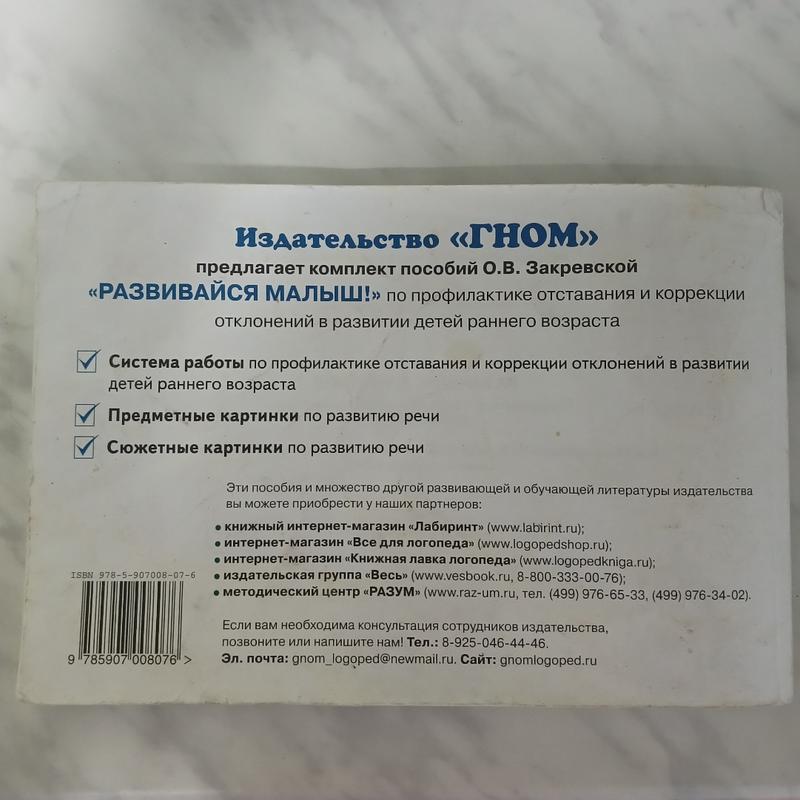 Издательство «ГНОМ»
предлагает комплект пособий О.В. Закревской
«РАЗВИВАЙСЯ МАЛЫШ!» по профилактике отставания и коррекции
отклонений в развитии детей раннего возраста
Система работы по профилактике отставания и коррекции отклонений в развитии
детей раннего возраста
Предметные картинки по развитию речи
Сюжетные картинки по развитию речи
Эти пособия и множество другой развивающей и обучающей литературы издательства
вы можете приобрести у наших партнеров:
• книжный интернет-магазин «Лабиринт» (www.labirint.ru);
• интернет-магазин «Все для логопеда» (www.logopedshop.ru);
• интернет-магазин «Книжная лавка логопеда» (www.logopedkniga.ru);
• издательская группа «Весь» (www.vesbook.ru, 8-800-333-00-76);
• методический центр «РАЗУМ» (www.raz-um.ru, тел. (499) 976-65-33, (499) 976-34-02).
ISBN 978-5-907008-07-6
9 785907 008076 >
Если вам необходима консультация сотрудников издательства,
позвоните или напишите нам! Тел.: 8-925-046-44-46.
Эл. почта: gnom_logoped@newmail.ru. Сайт: gnomlogoped.ru